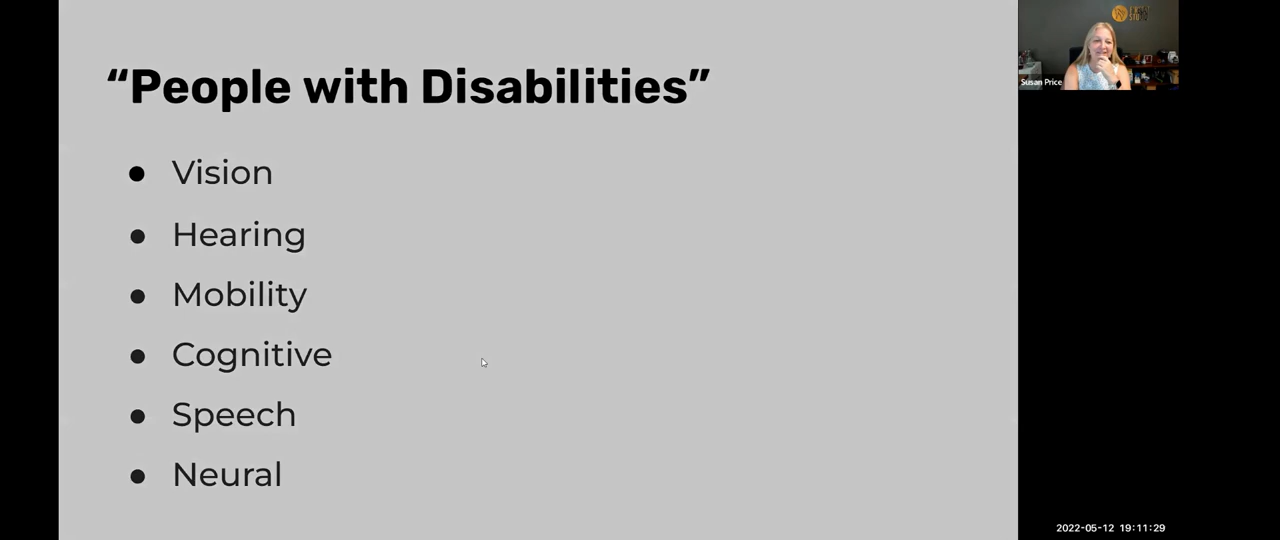 “People with Disabilities”
● Vision
● Hearing
● Mobility
● Cognitive
● Speech
● Neural
Susan Price
2022-05-12 19:11:29